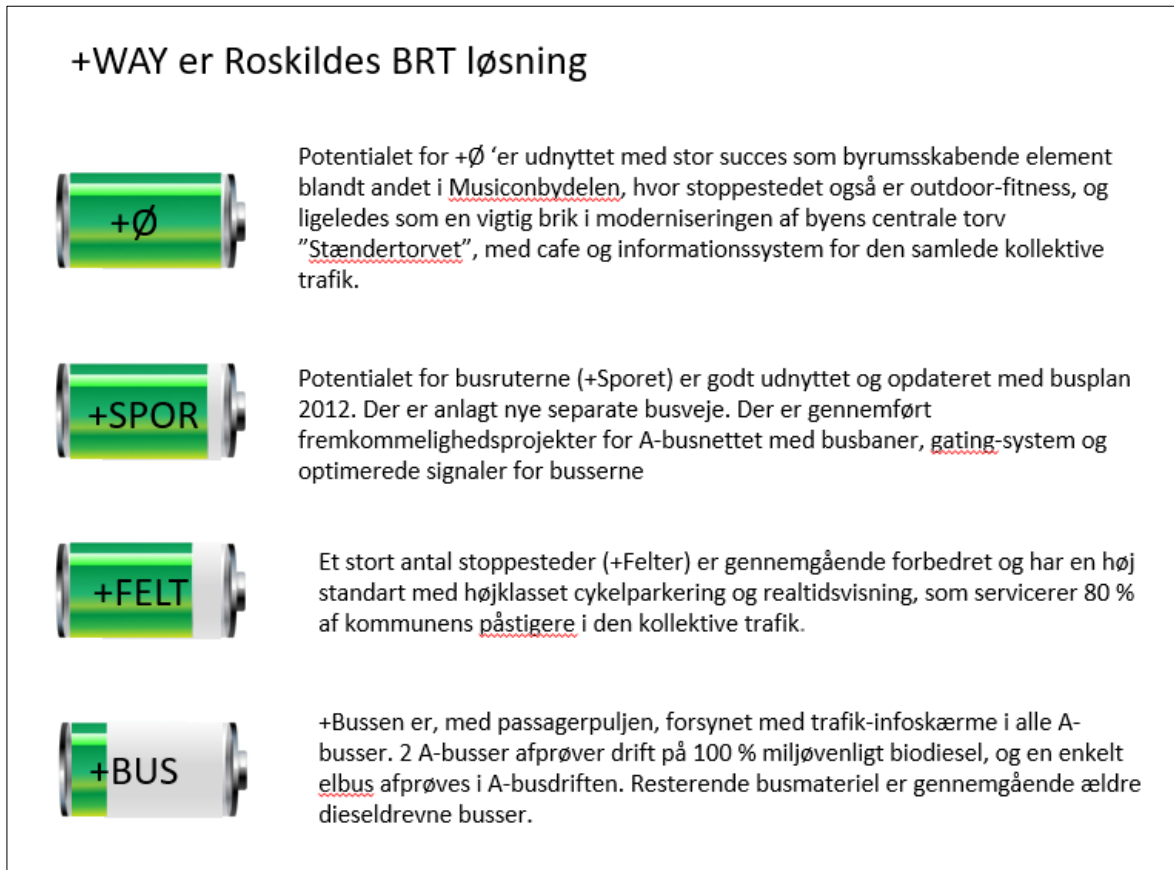 +WAY er Roskildes BRT løsning
+Ø
Potentialet for +Ø ‘er udnyttet med stor succes som byrumsskabende element
blandt andet i Musiconbydelen, hvor stoppestedet også er outdoor-fitness, og
ligeledes som en vigtig brik i moderniseringen af byens centrale torv
”Stændertorvet”, med cafe og informationssystem for den samlede kollektive
trafik.
+SPOR
Potentialet for busruterne (+Sporet) er godt udnyttet og opdateret med busplan
2012. Der er anlagt nye separate busveje. Der er gennemført
fremkommelighedsprojekter for A-busnettet med busbaner, gating-system og
optimerede signaler for busserne
+FELT
Et stort antal stoppesteder (+Felter) er gennemgående forbedret og har en høj
standart med højklasset cykelparkering og realtidsvisning, som servicerer 80 %
af kommunens påstigere i den kollektive trafik.
+BUS
+Bussen er, med passagerpuljen, forsynet med trafik-infoskærme i alle A-
busser. 2 A-busser afprøver drift på 100 % miljøvenligt biodiesel, og en enkelt
elbus afprøves i A-busdriften. Resterende busmateriel er gennemgående ældre
dieseldrevne busser.